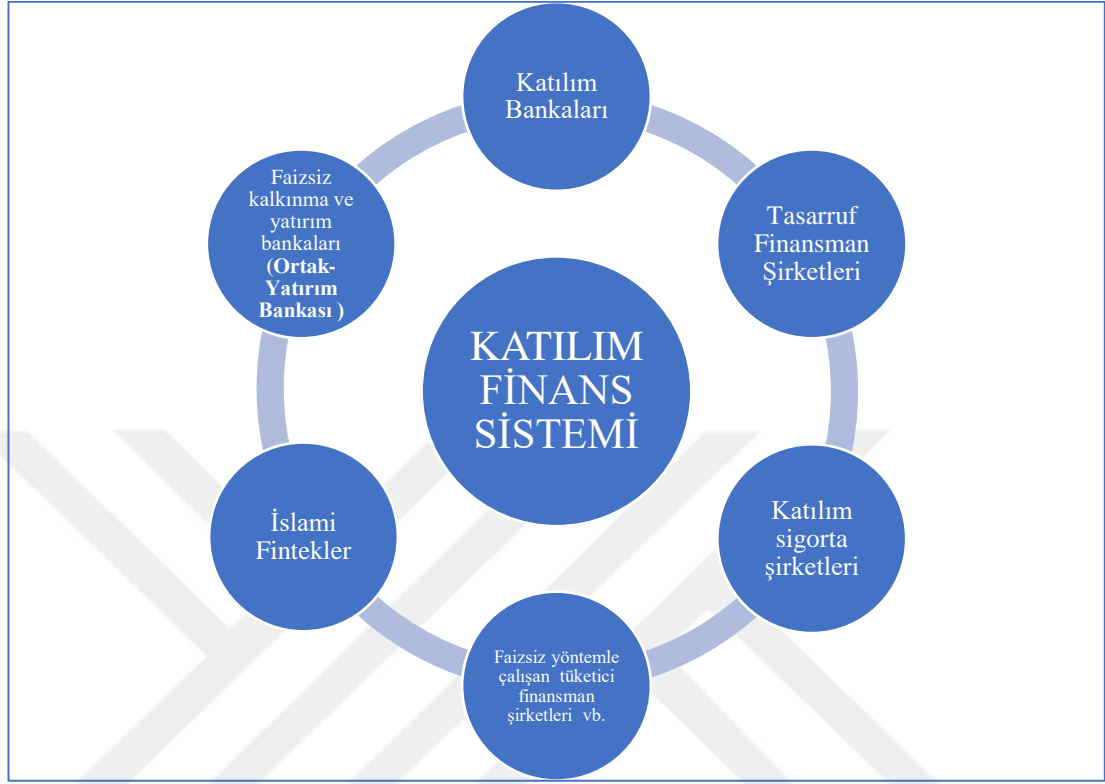 Katılım
Bankaları
Tasarruf
Finansman
Şirketleri
Katılım
sigorta
şirketleri
Faizsiz yöntemle
çalışan tüketici
finansman
şirketleri vb.
İslami
Fintekler
Faizsiz
kalkınma ve
yatırım
bankaları
(Ortak-
Yatırım
Bankası )
KATILIM
FİNANS
SİSTEMİ